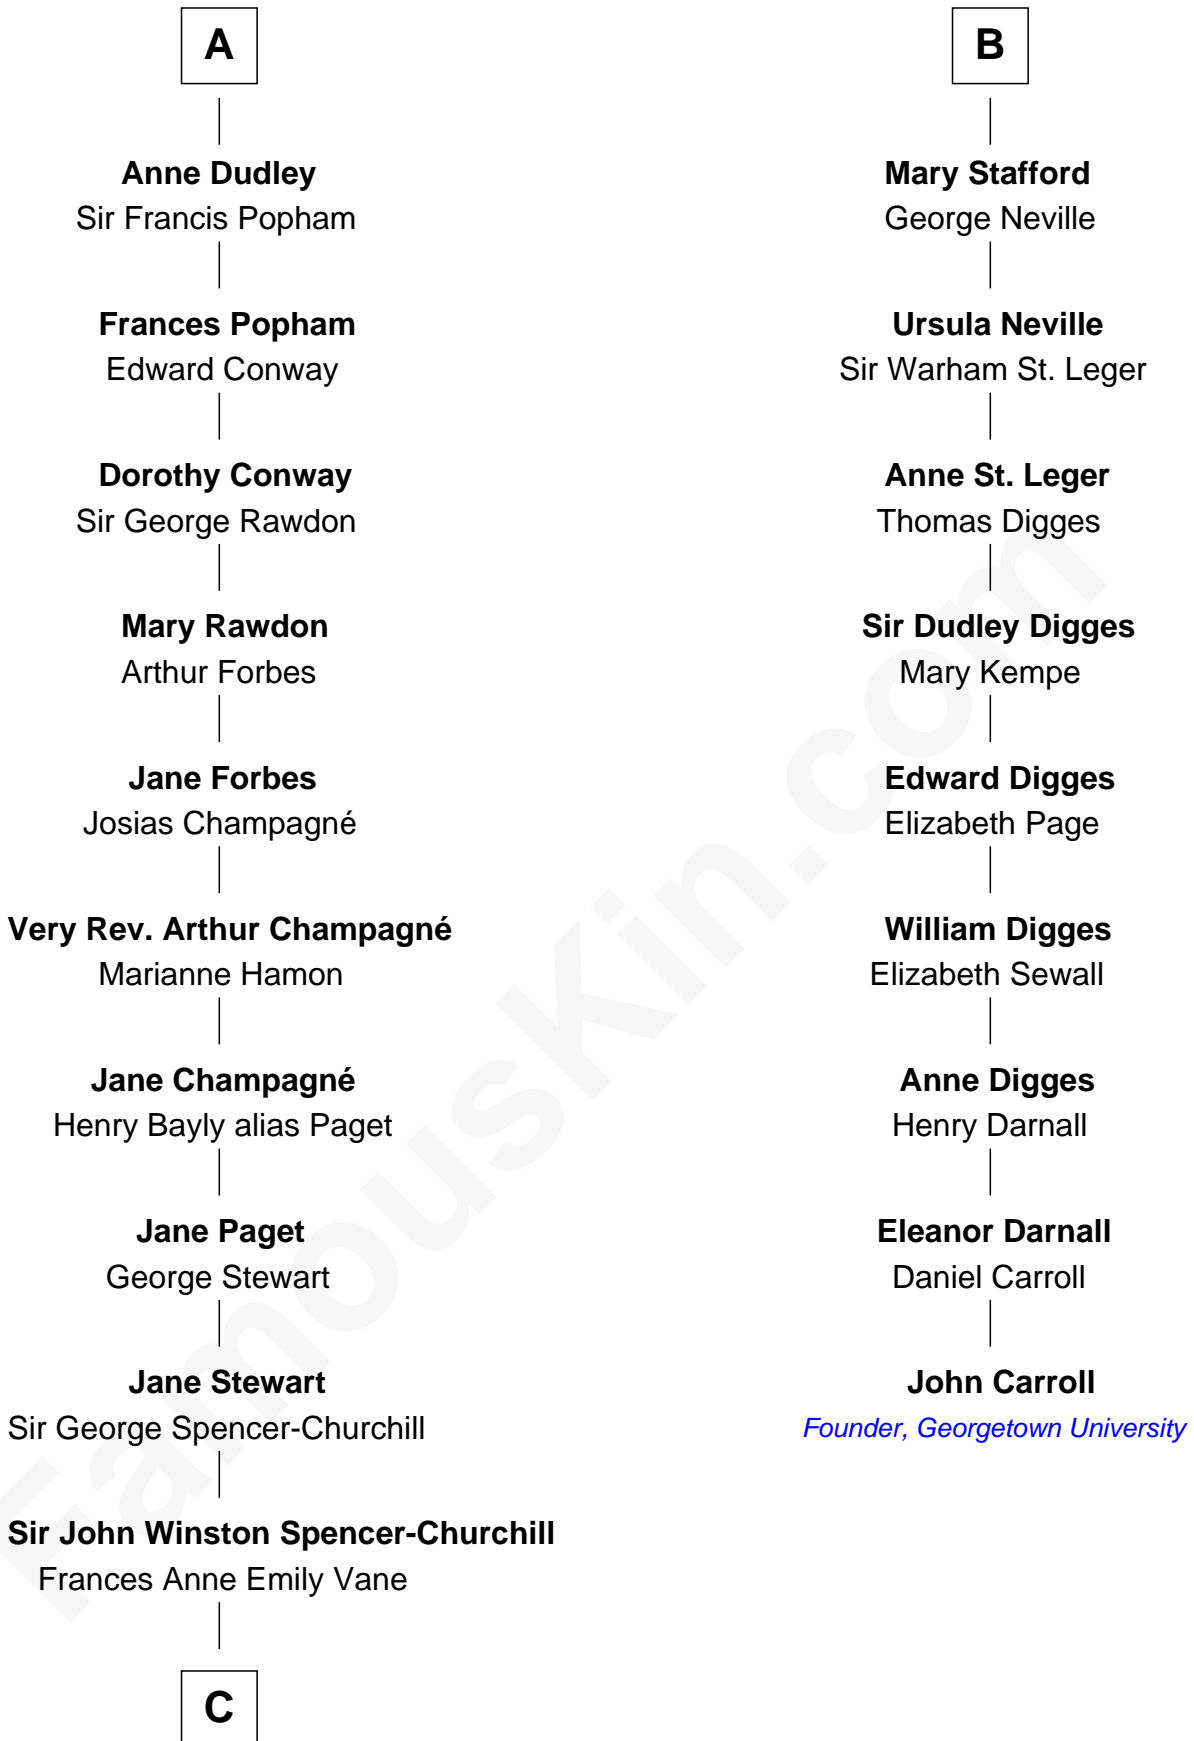 A
Anne Dudley
Sir Francis Popham
Frances Popham
Edward Conway
Dorothy Conway
Sir George Rawdon
Mary Rawdon
Arthur Forbes
Jane Forbes
Josias Champagné
Very Rev. Arthur Champagné
Marianne Hamon
Jane Champagné
Henry Bayly alias Paget
Jane Paget
George Stewart
Jane Stewart
Sir George Spencer-Churchill
Sir John Winston Spencer-Churchill
Frances Anne Emily Vane
C
B
Mary Stafford
George Neville
Ursula Neville
Sir Warham St. Leger
Anne St. Leger
Thomas Digges
Sir Dudley Digges
Mary Kempe
Edward Digges
Elizabeth Page
William Digges
Elizabeth Sewall
Anne Digges
Henry Darnall
Eleanor Darnall
Daniel Carroll
John Carroll
Founder, Georgetown University
FamousKin.com